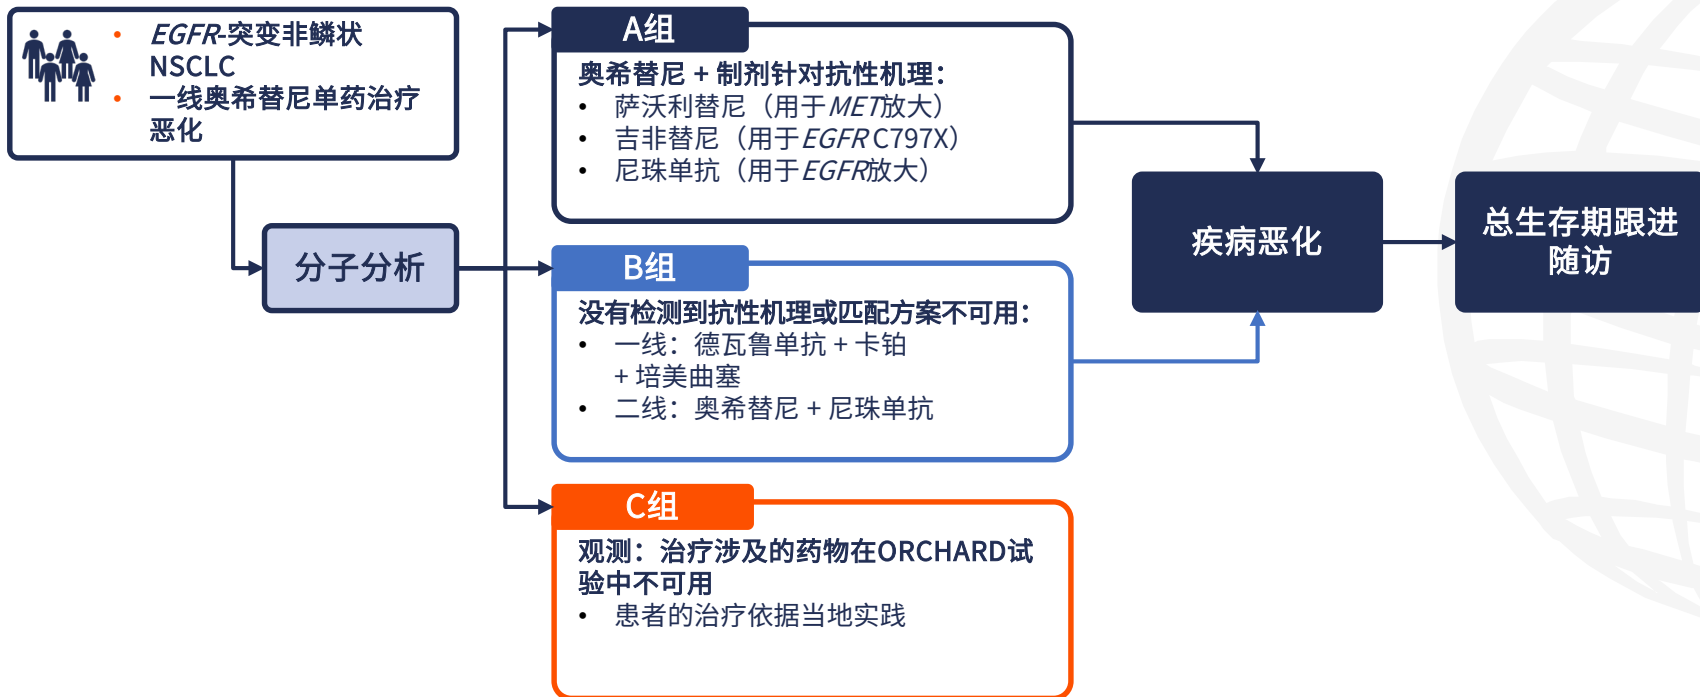 • EGFR-突变非鳞状
NSCLC
• 一线奥希替尼单药治疗
恶化
分子分析
A组
奥希替尼 + 制剂针对抗性机理：
• 萨沃利替尼（用于MET放大）
• 吉非替尼（用于EGFR C797X）
• 尼珠单抗（用于EGFR放大）
B组
没有检测到抗性机理或匹配方案不可用：
• 一线：德瓦鲁单抗 + 卡铂
+ 培美曲塞
• 二线：奥希替尼 + 尼珠单抗
C组
观测：治疗涉及的药物在ORCHARD试
验中不可用
• 患者的治疗依据当地实践
疾病恶化
总生存期跟进
随访